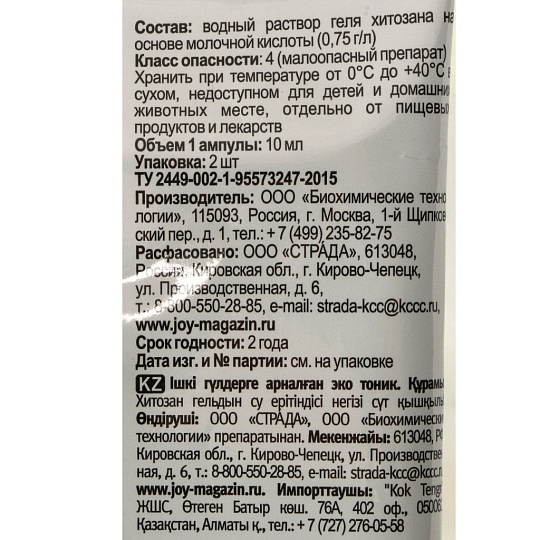 Состав: водный раствор геля хитозана на
основе молочной кислоты (0,75 г/л)
Класс опасности: 4 (малоопасный препарат)
Хранить при температуре от 0°С до +40°С в
сухом, недоступном для детей и домашних
животных месте, отдельно от пищевых
продуктов и лекарств
Объем 1 ампулы: 10 мл
Упаковка: 2 шт
ТУ 2449-002-1-95573247-2015
Производитель: ООО «Биохимические техно-
логии», 115093, Россия, г. Москва, 1-й Щипков-
ский пер., д. 1, тел.: + 7 (499) 235-82-75
Расфасовано: ООО «СТРАДА», 613048,
Россия, Кировская обл., г. Кирово-Чепецк,
ул. Производственная, д. 6,
т.: 8-800-550-28-85, e-mail: strada-kcc@kccc.ru,
www.joy-magazin.ru
Срок годности: 2 года
Дата изг. и № партии: см. на упаковке
KZ Ішкі гүлдерге арналған эко тоник. Құрамы:
Хитозан гельдын су ерітіндісі негізі сүт қышқылы
Өндіруші: ООО «СТРАДА», ООО «Биохимические
технологии» препаратынан. Мекенжайы: 613048, РФ
Кировская обл., г. Кирово-Чепецк, ул. Производствен-
ная, д. 6, т.: 8-800-550-28-85, e-mail: strada-kcc@kccc.ru
www.joy-magazin.ru. Импорттаушы: "Kok Tengri
ЖШС, Өтеген Батыр көш. 76А, 402 оф., 050062
Қазақстан, Алматы қ., тел.: + 7 (727) 276-05-58